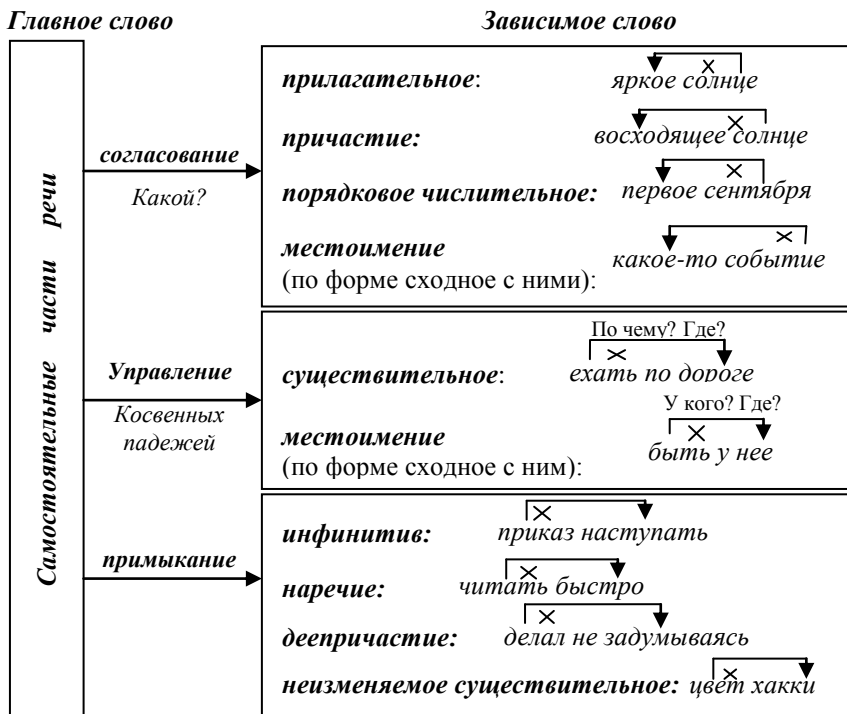 Главное слово
Зависимое слово
Самостоятельные части речи
согласование
Какой?
прилагательное: яркое солнце
причастие: восходящее солнце
порядковое числительное: первое сентября
местоимение
(по форме сходное с ними): какое-то событие
Управление
Косвенных
падежей
По чему? Где?
существительное: ехать по дороге
У кого? Где?
местоимение
(по форме сходное с ним): быть у нее
примыкание
инфинитив: приказ наступать
наречие: читать быстро
деепричастие: делал не задумываясь
неизменяемое существительное: цвет хакки